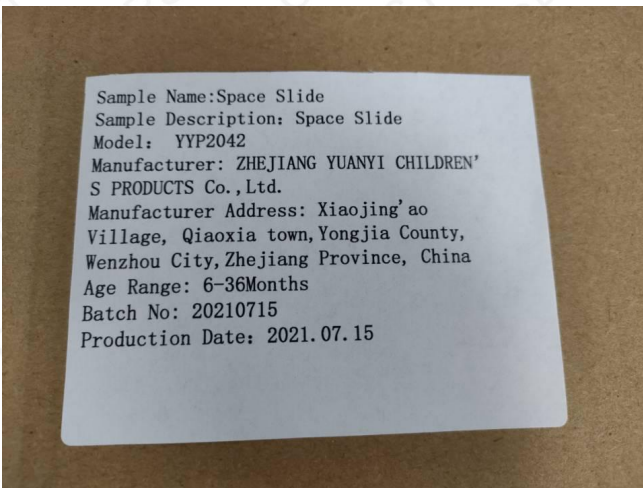 Sample Name:Space Slide
Sample Description: Space Slide
Model: YYP2042
Manufacturer: ZHEJIANG YUANYI CHILDREN'
S PRODUCTS Co.,Ltd.
Manufacturer Address: Xiaojing'ao
Village, Qiaoxia town,Yongjia County,
Wenzhou City,Zhejiang Province, China
Age Range: 6-36Months
Batch No: 20210715
Production Date: 2021.07.15